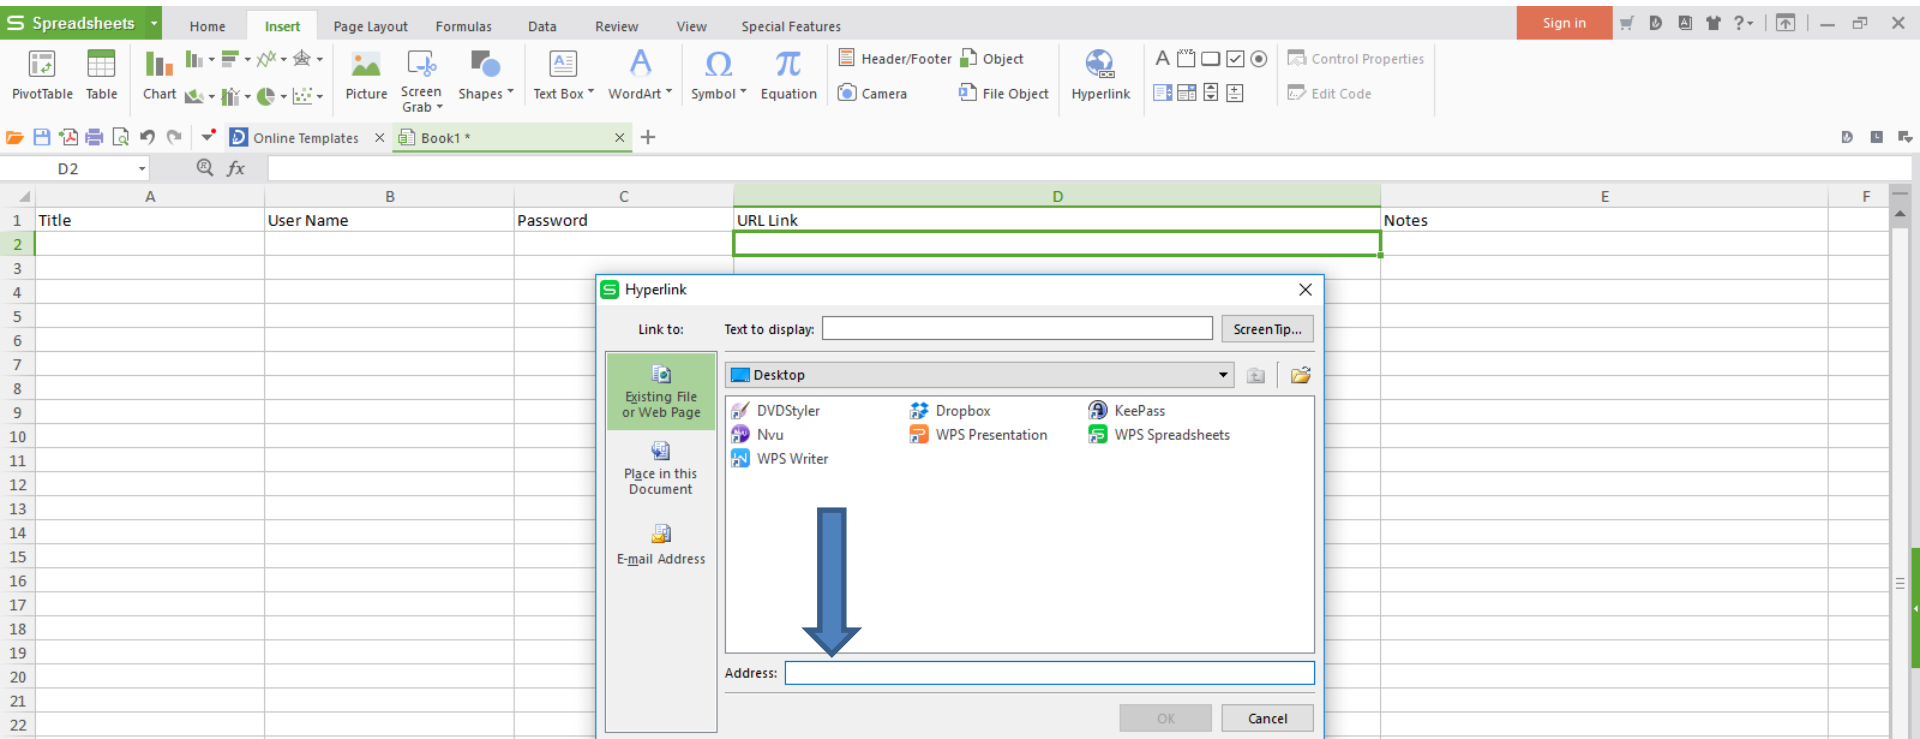 Spreadsheets Home Insert Page Layout Formulas Data Review View Special Features Sign in
PivotTable Table Chart Picture Screen Grab Shapes Text Box WordArt Symbol Equation Header/Footer Object Camera File Object Hyperlink Control Properties Edit Code
Online Templates Book1 *
D2 fx
A B C D E F
1 Title User Name Password URL Link Notes
2
3
4
5
6
7
8
9
10
11
12
13
14
15
16
17
18
19
20
21
22
Hyperlink
Link to: Text to display: ScreenTip...
Existing File
or Web Page
Place in this
Document
E-mail Address
Desktop
DVDStyler Dropbox KeePass
Nvu WPS Presentation WPS Spreadsheets
WPS Writer
Address:
OK Cancel